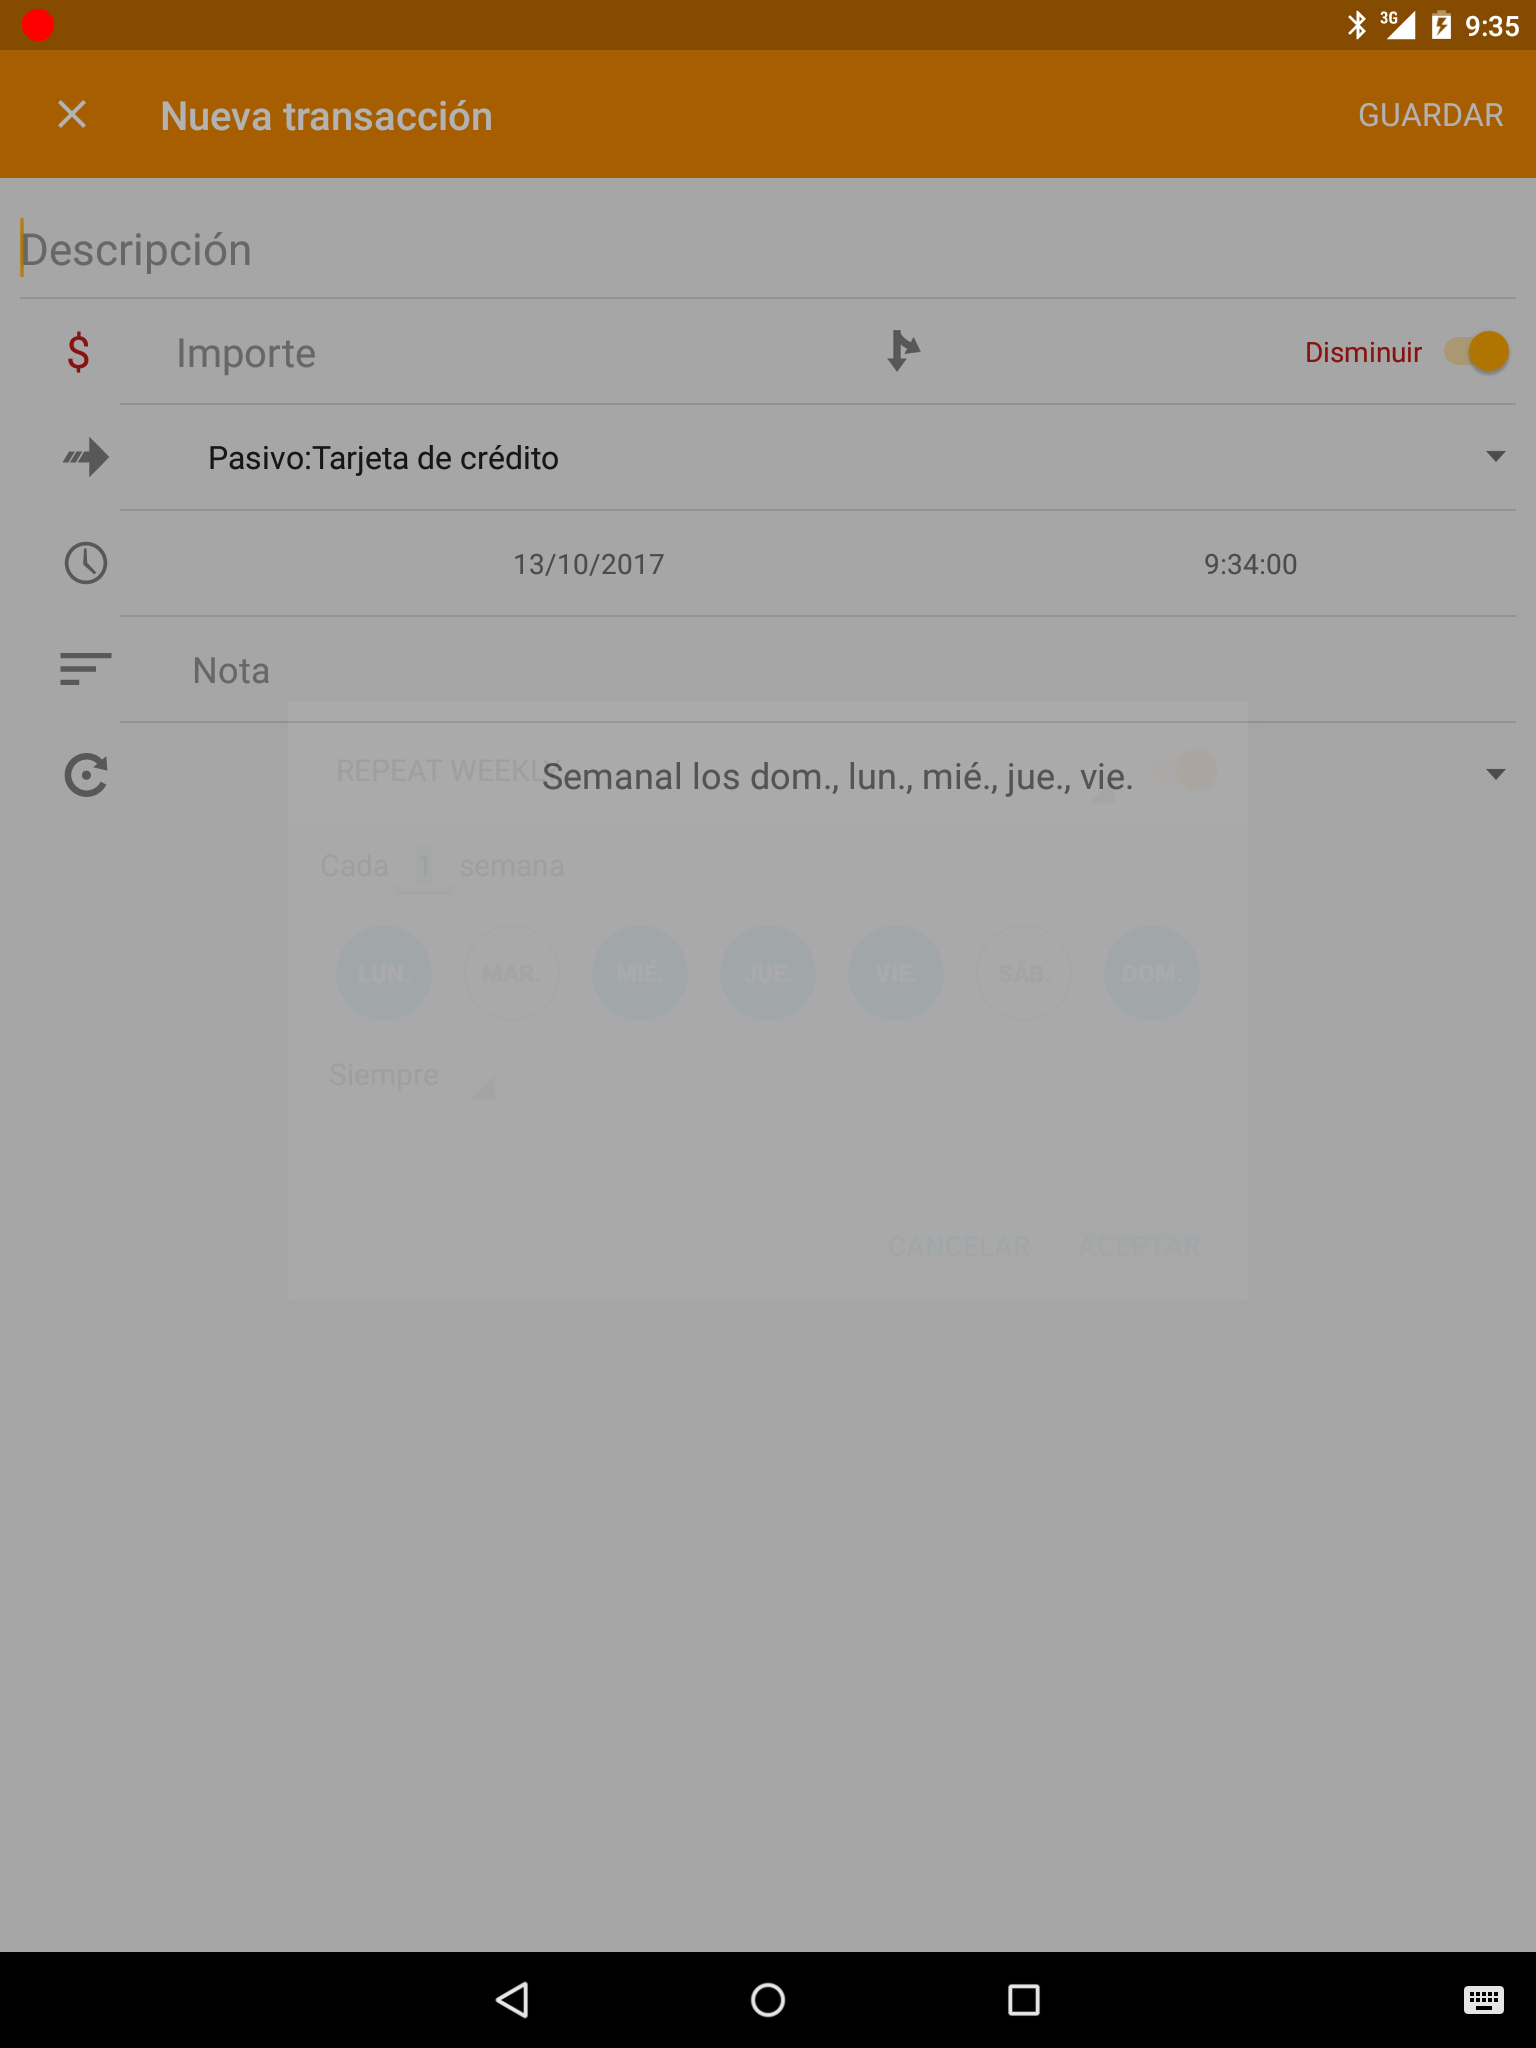 3G 9:35
Nueva transacción GUARDAR
Descripción
$ Importe Disminuir
Pasivo:Tarjeta de crédito
13/10/2017 9:34:00
Nota
REPEAT WEEKLY
Semanal los dom., lun., mié., jue., vie.
Cada 1 semana
LUN. MAR. MIÉ. JUE. VIE. SÁB. DOM.
Siempre
CANCELAR ACEPTAR